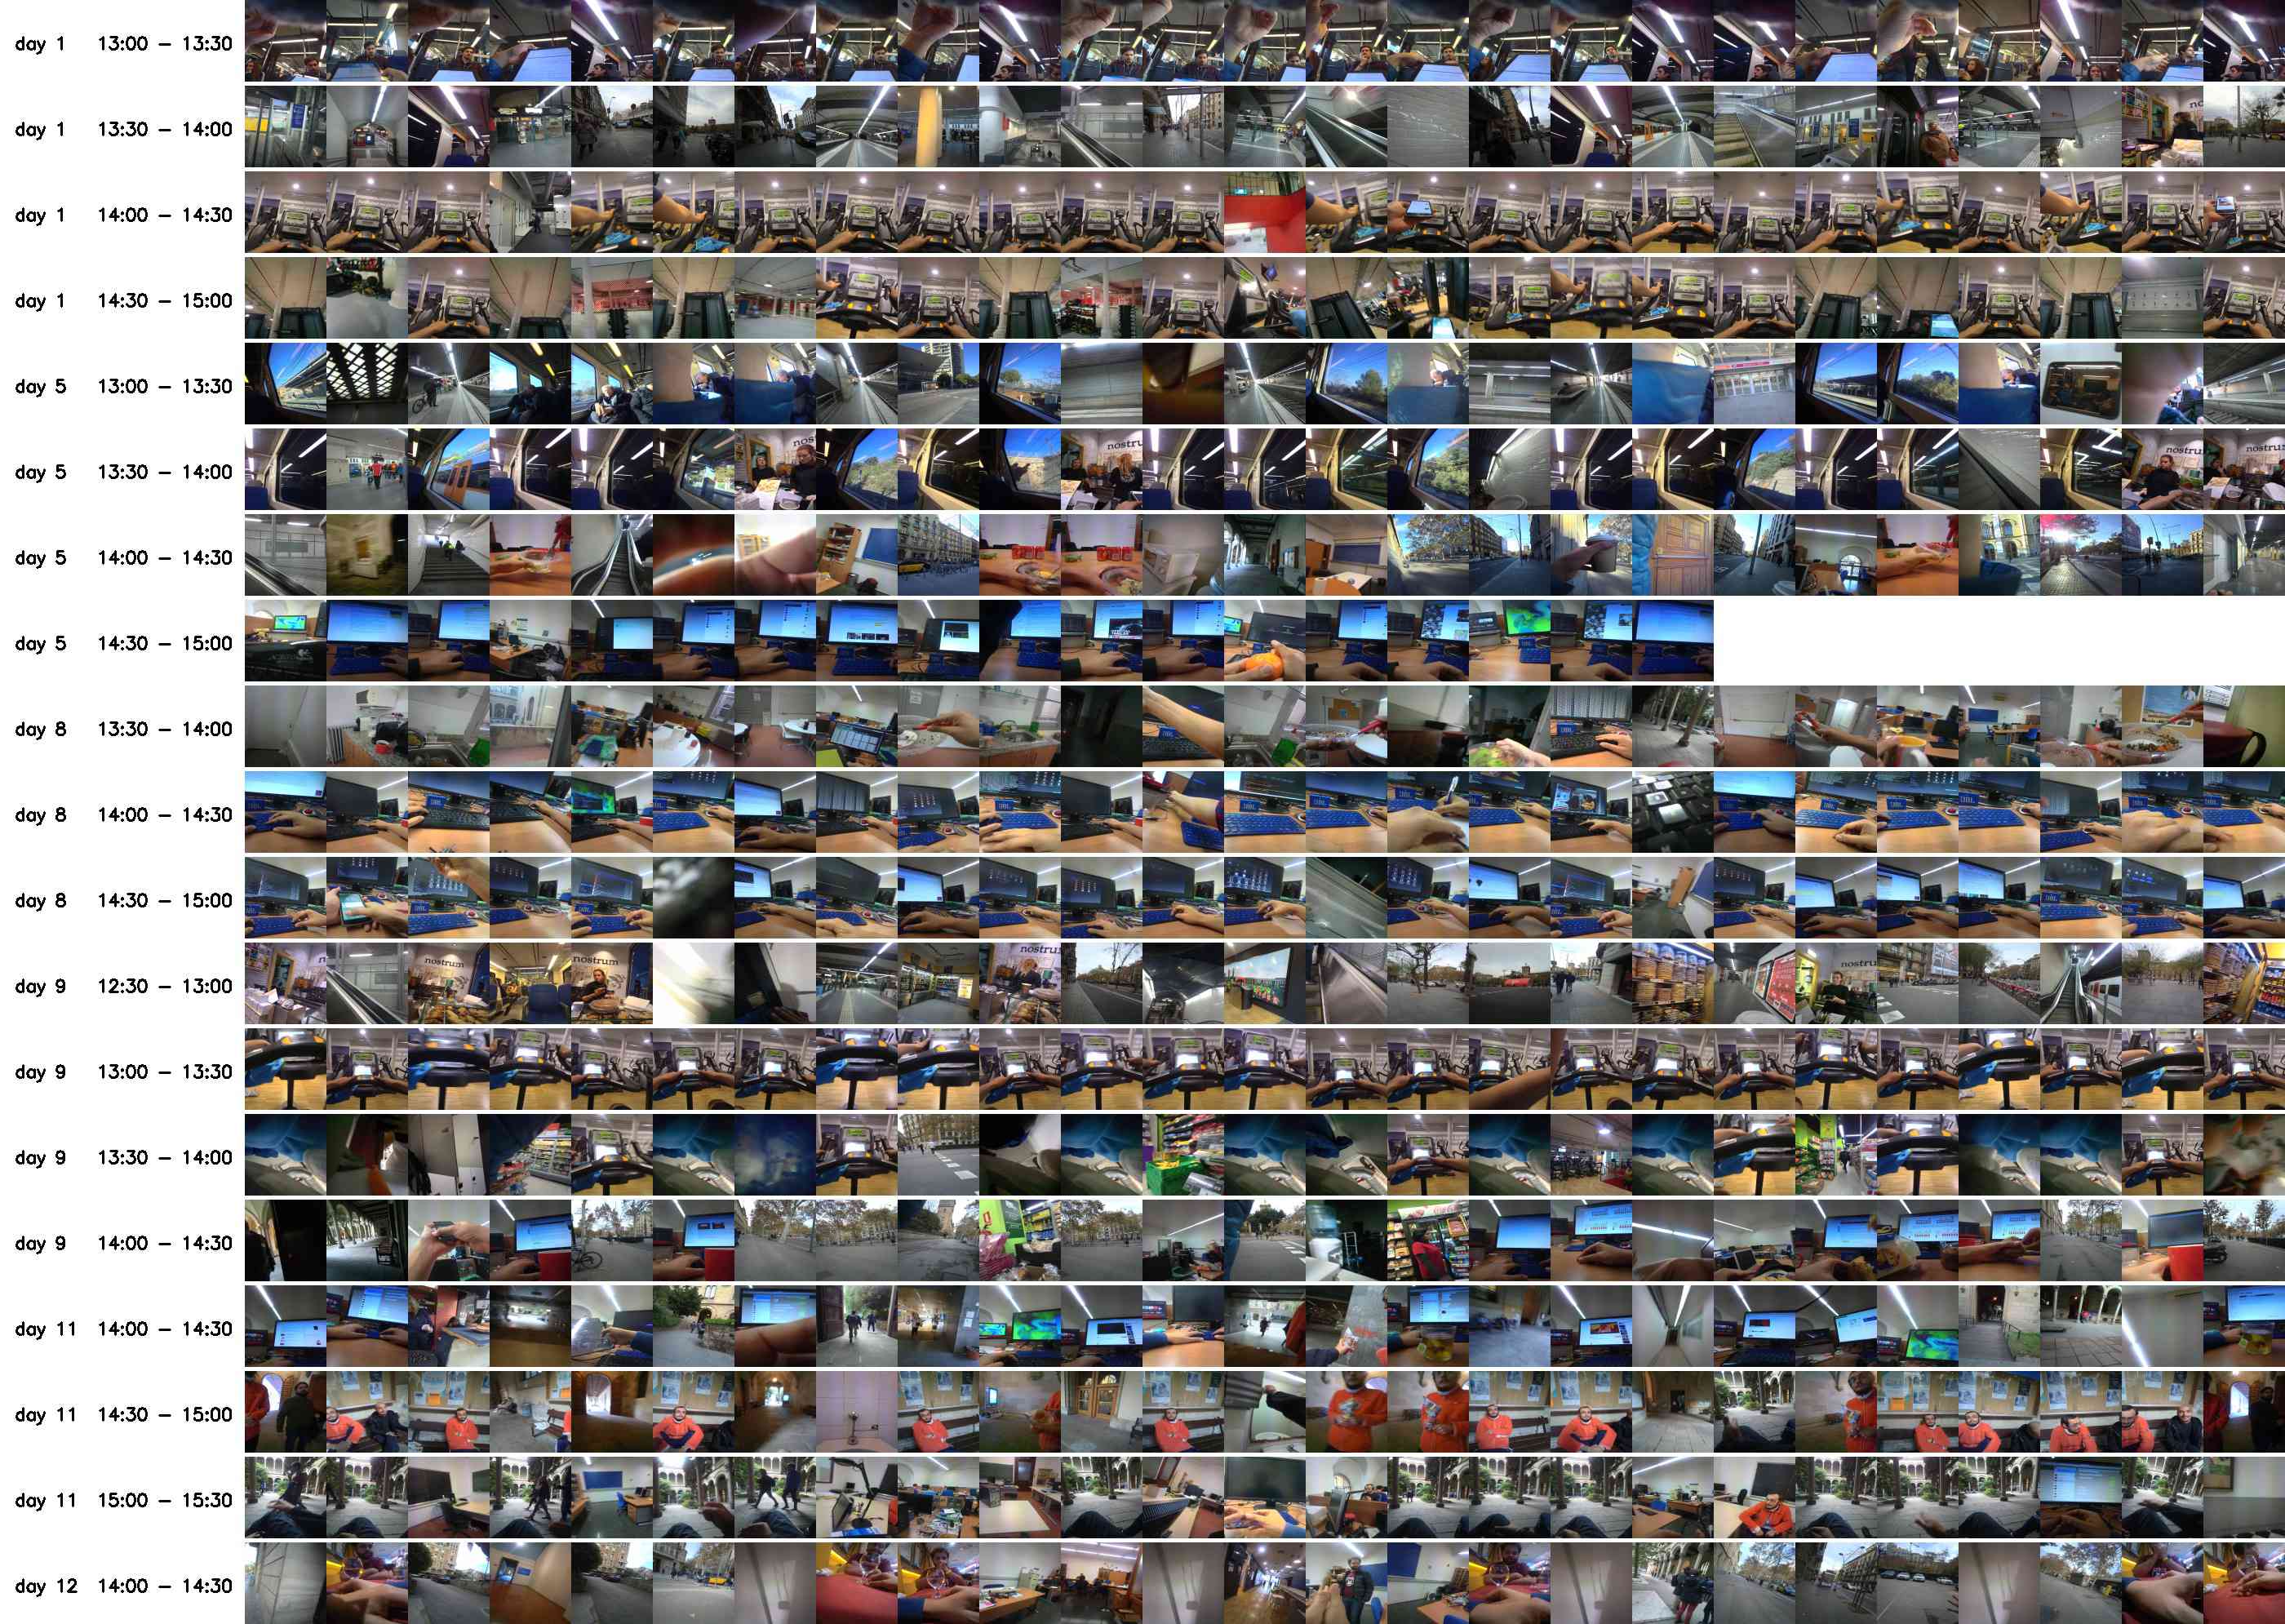 day 1 13:00 – 13:30
day 1 13:30 – 14:00
day 1 14:00 – 14:30
day 1 14:30 – 15:00
day 5 13:00 – 13:30
day 5 13:30 – 14:00
nostrum
day 5 14:00 – 14:30
day 5 14:30 – 15:00
day 8 13:30 – 14:00
day 8 14:00 – 14:30
day 8 14:30 – 15:00
day 9 12:30 – 13:00
nostrum
nostrum
day 9 13:00 – 13:30
day 9 13:30 – 14:00
day 9 14:00 – 14:30
day 11 14:00 – 14:30
day 11 14:30 – 15:00
day 11 15:00 – 15:30
day 12 14:00 – 14:30